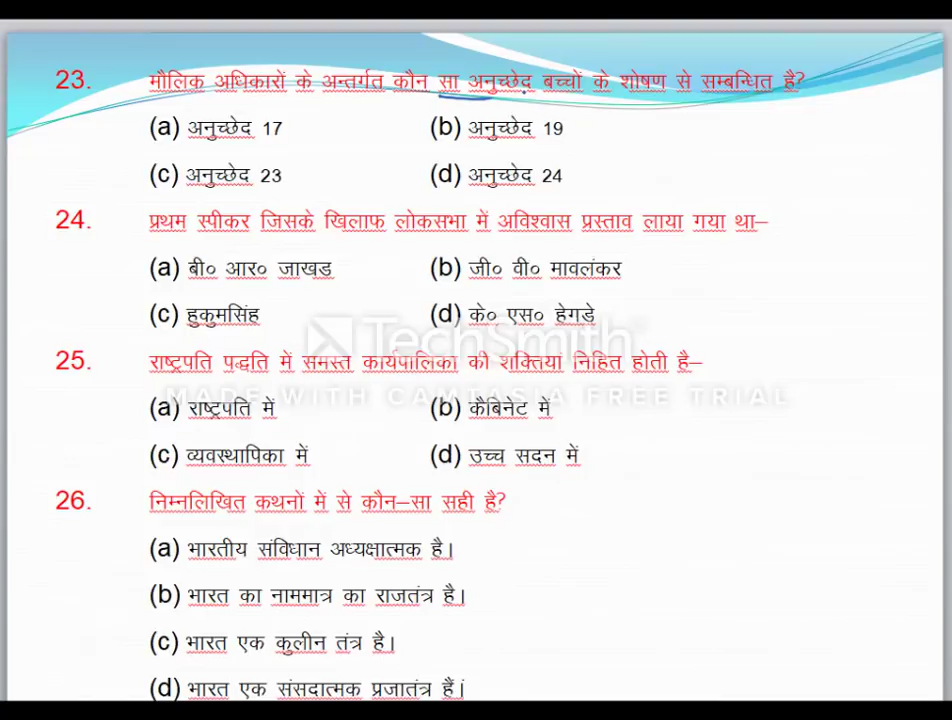 23. मौलिक अधिकारों के अन्तर्गत कौन सा अनुच्छेद बच्चों के शोषण से सम्बन्धित है?
(a) अनुच्छेद 17 (b) अनुच्छेद 19
(c) अनुच्छेद 23 (d) अनुच्छेद 24
24. प्रथम स्पीकर जिसके खिलाफ लोकसभा में अविश्वास प्रस्ताव लाया गया था–
(a) बी० आर० जाखड (b) जी० वी० मावलंकर
(c) हुकुमसिंह (d) के० एस० हेगडे
TechSmith
25. राष्ट्रपति पद्धति में समस्त कार्यपालिका की शक्तिया निहित होती है–
MADE WITH CAMTASIA FREE TRIAL
(a) राष्ट्रपति में (b) कैबिनेट में
(c) व्यवस्थापिका में (d) उच्च सदन में
26. निम्नलिखित कथनों में से कौन–सा सही है?
(a) भारतीय संविधान अध्यक्षात्मक है।
(b) भारत का नाममात्र का राजतंत्र है।
(c) भारत एक कुलीन तंत्र है।
(d) भारत एक संसदात्मक प्रजातंत्र हैं।